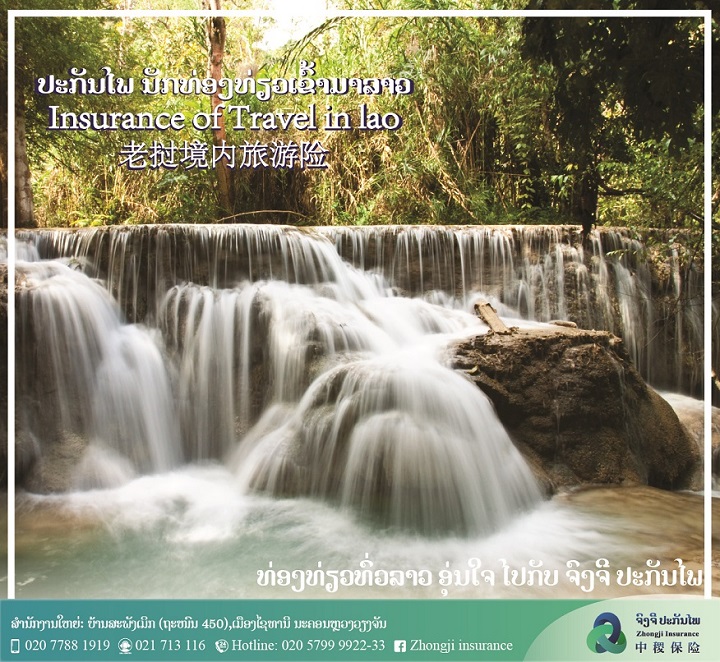 ປະກັນໄພ ນັກທ່ອງທ່ຽວເຂົ້າມາລາວ
Insurance of Travel in lao
老挝境内旅游险
ທ່ອງທ່ຽວທົ່ວລາວ ອຸ່ນໃຈ ໄປກັບ ຈົງຈີ ປະກັນໄພ
ສຳນັກງານໃຫຍ່: ບ້ານສະພັງເມິກ (ຖະໜົນ 450),ເມືອງໄຊທານີ ນະຄອນຫຼວງວຽງຈັນ
020 7788 1919 021 713 116 Hotline: 020 5799 9922-33 Zhongji insurance
ຈົງຈີ ປະກັນໄພ
Zhongji Insurance
中稷保险